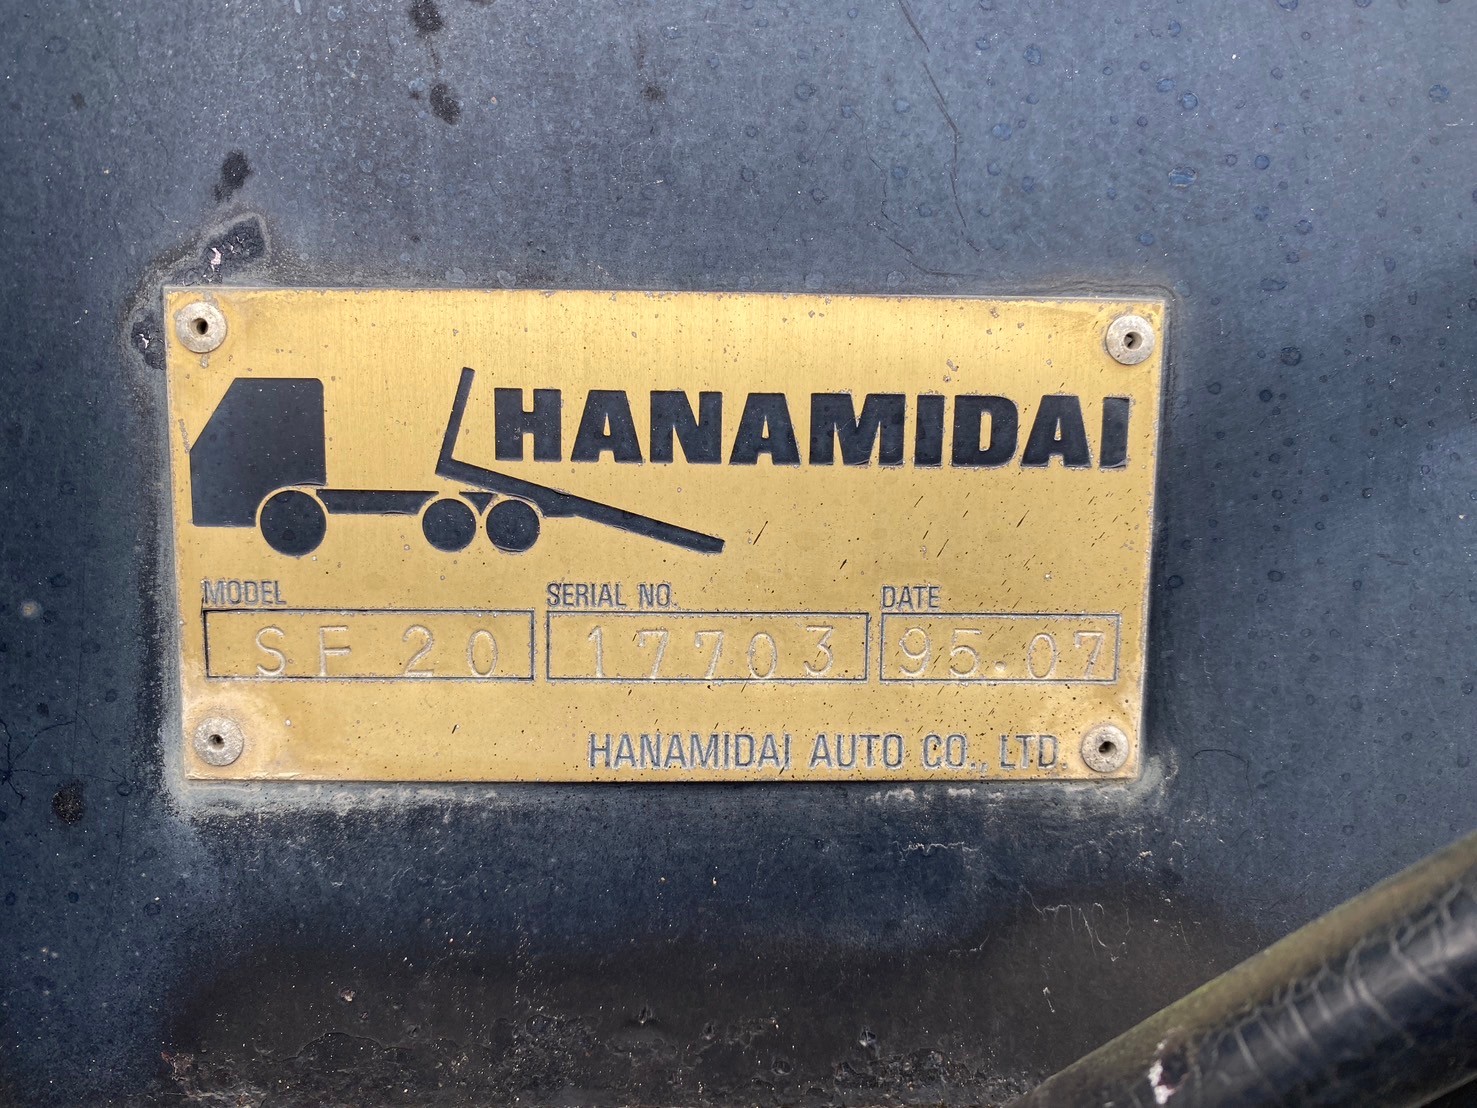 HANAMIDAI
MODEL SERIAL NO. DATE
SF20 17703 95.07
HANAMIDAI AUTO CO., LTD.